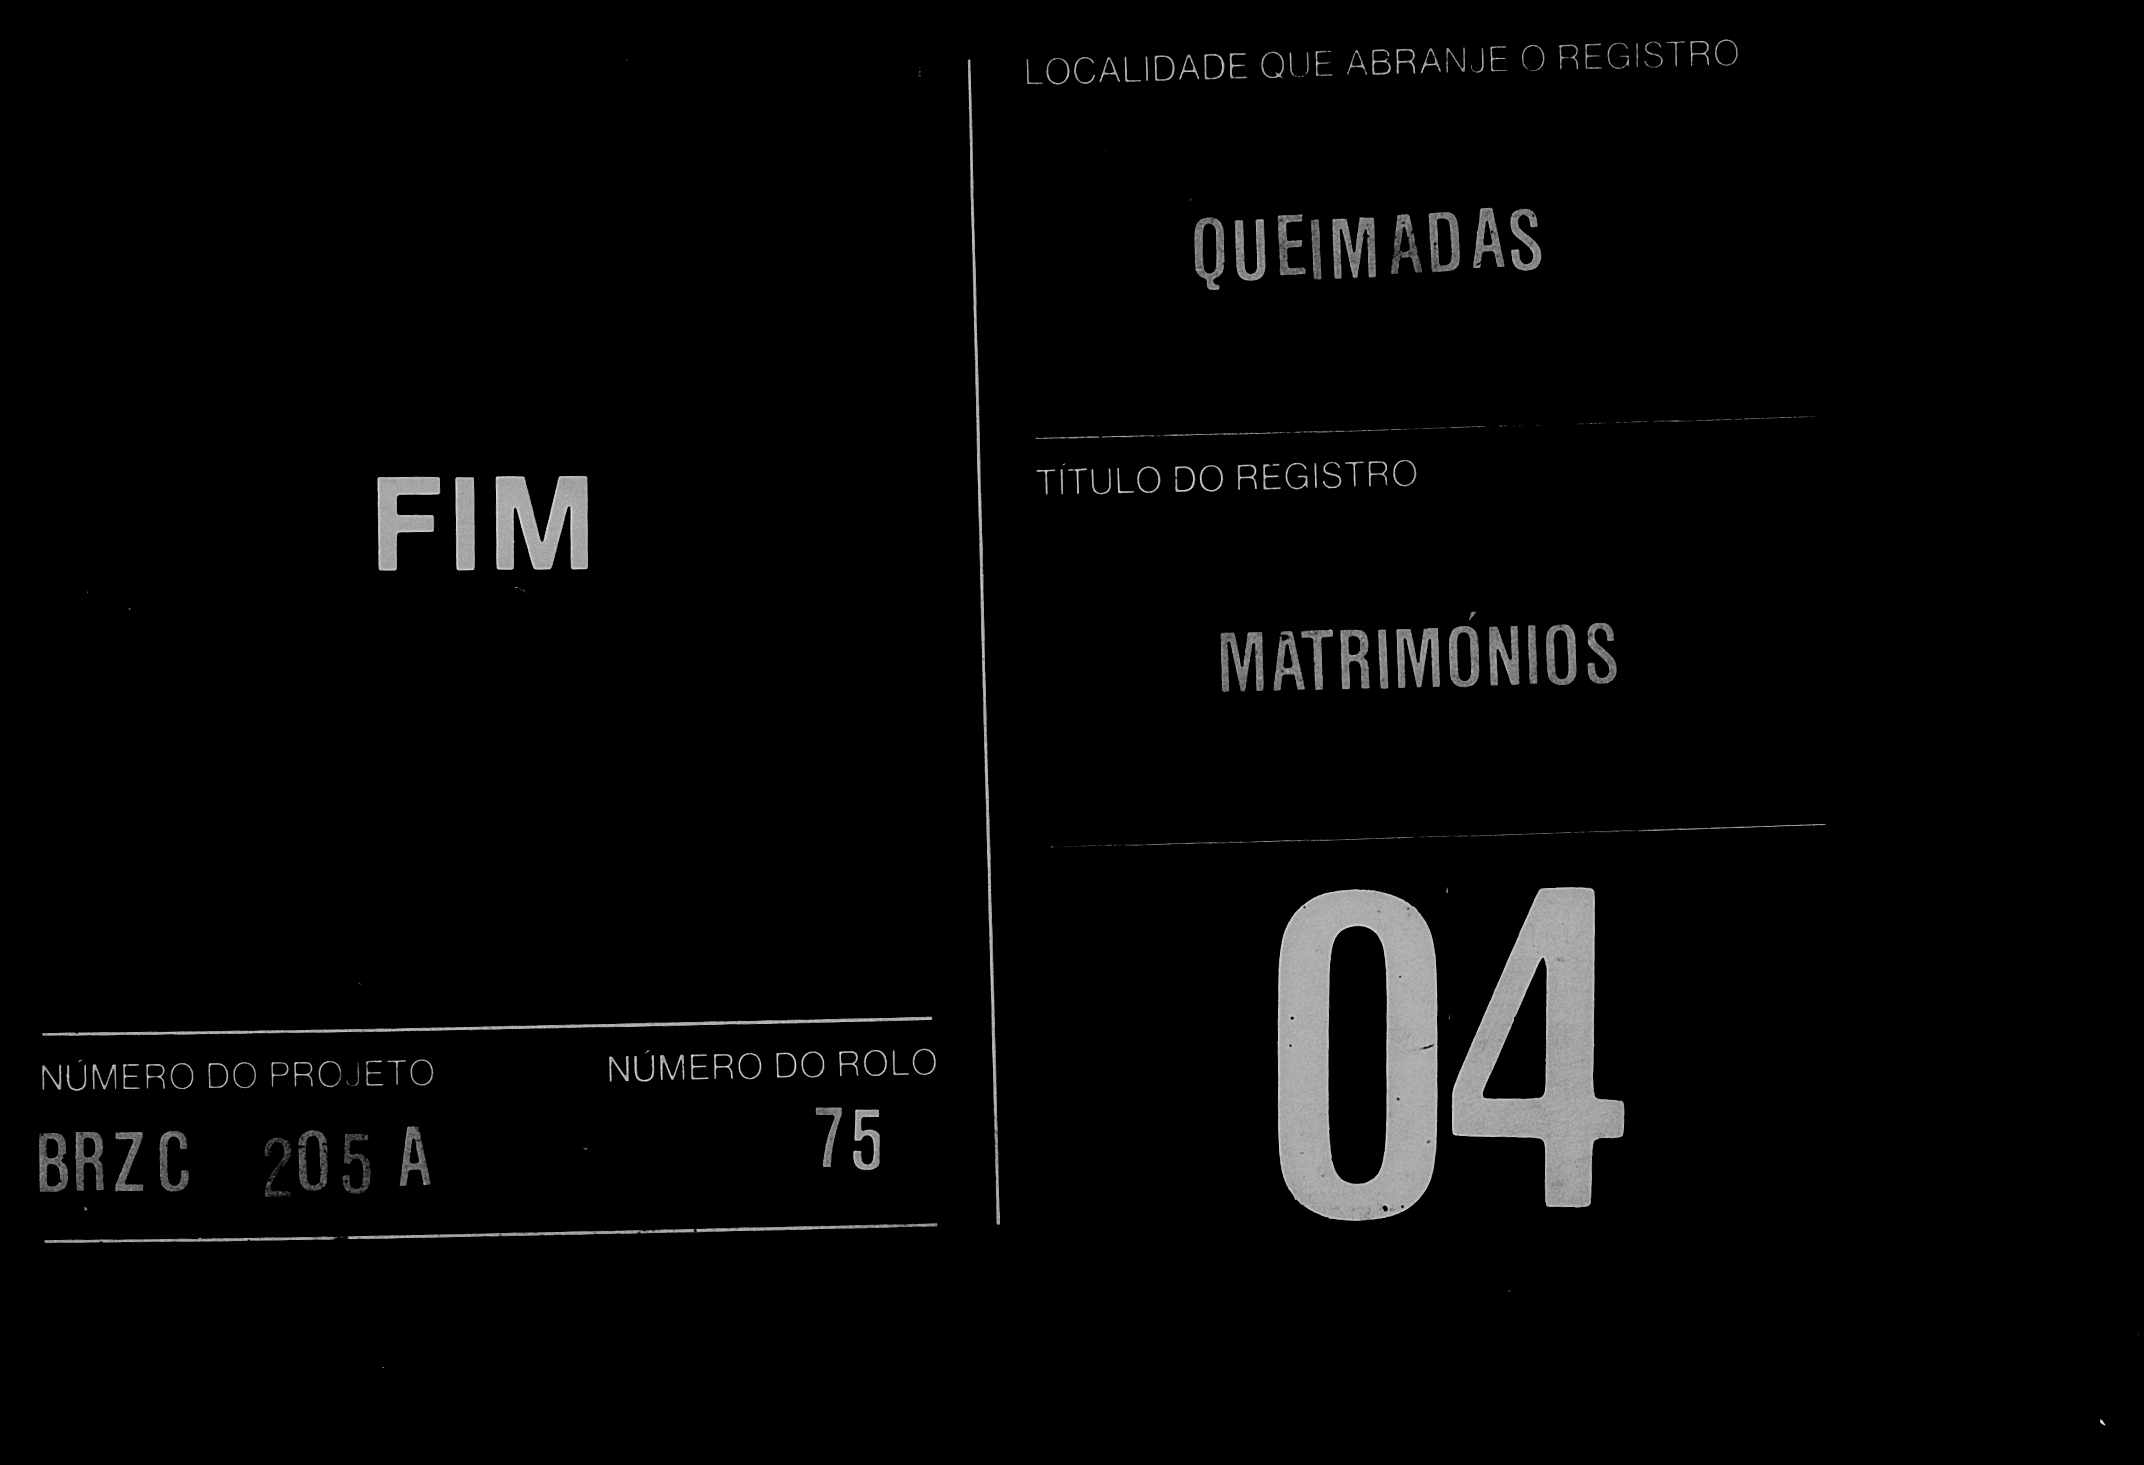 FIM
NÚMERO DO PROJETO
BRZC 205 A
NÚMERO DO ROLO
75
LOCALIDADE QUE ABRANJE O REGISTRO
QUEIMADAS
TÍTULO DO REGISTRO
MATRIMÓNIOS
04